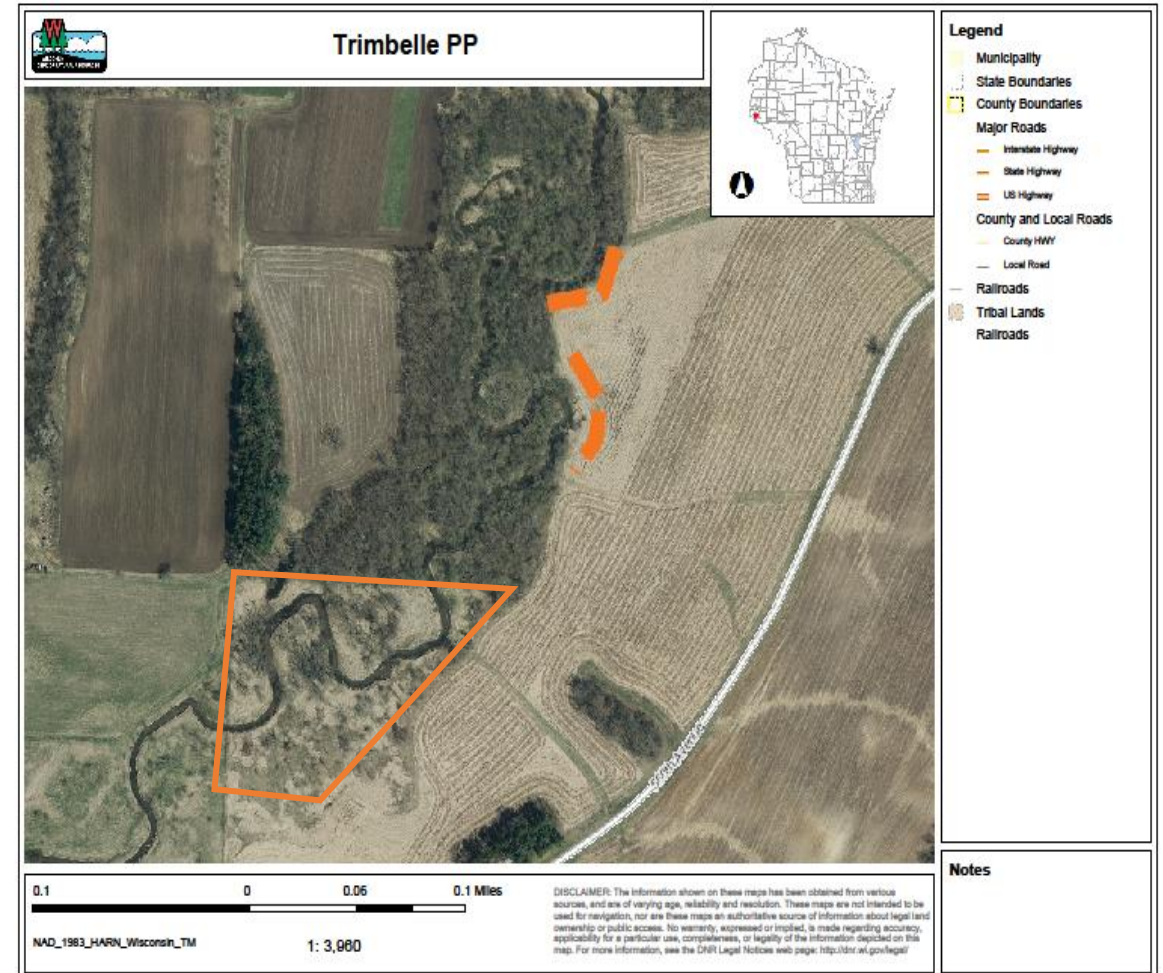 Trimbelle PP
Legend
Municipality
State Boundaries
County Boundaries
Major Roads
Interstate Highway
State Highway
US Highway
County and Local Roads
County HWY
Local Road
Railroads
Tribal Lands
Railroads
0.1 0 0.06 0.1 Miles
NAD_1983_HARN_Wisconsin_TM
1: 3,960
DISCLAIMER: The information shown on these maps has been obtained from various
sources, and are of varying age, reliability and resolution. These maps are not intended to be
used for navigation, nor are these maps an authoritative source of information about legal land
ownership or public access. No warranty, expressed or implied, is made regarding accuracy,
applicability for a particular use, completeness, or legality of the information depicted on this
map. For more information, see the DNR Legal Notices web page: http://dnr.wi.gov/legal/
Notes